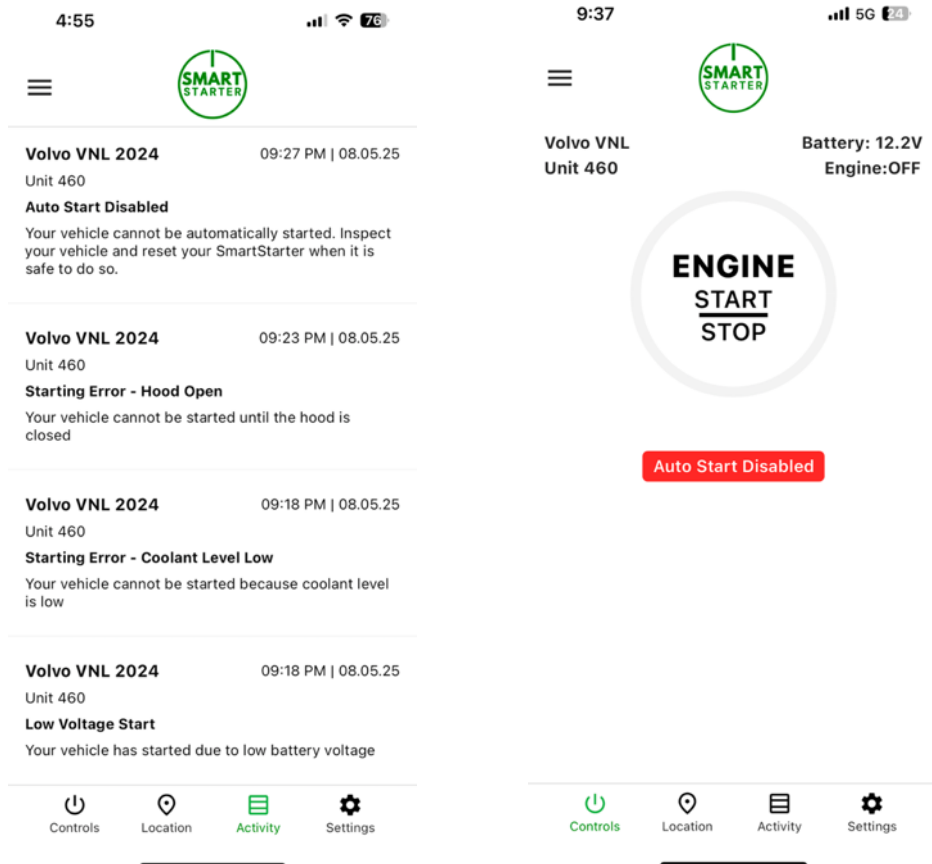 4:55
76
SMART
STARTER
Volvo VNL 2024
09:27 PM | 08.05.25
Unit 460
Auto Start Disabled
Your vehicle cannot be automatically started. Inspect
your vehicle and reset your SmartStarter when it is
safe to do so.
Volvo VNL 2024
09:23 PM | 08.05.25
Unit 460
Starting Error - Hood Open
Your vehicle cannot be started until the hood is
closed
Volvo VNL 2024
09:18 PM | 08.05.25
Unit 460
Starting Error - Coolant Level Low
Your vehicle cannot be started because coolant level
is low
Volvo VNL 2024
09:18 PM | 08.05.25
Unit 460
Low Voltage Start
Your vehicle has started due to low battery voltage
Controls
Location
Activity
Settings
9:37
5G 24
SMART
STARTER
Volvo VNL
Battery: 12.2V
Unit 460
Engine:OFF
ENGINE
START
STOP
Auto Start Disabled
Controls
Location
Activity
Settings